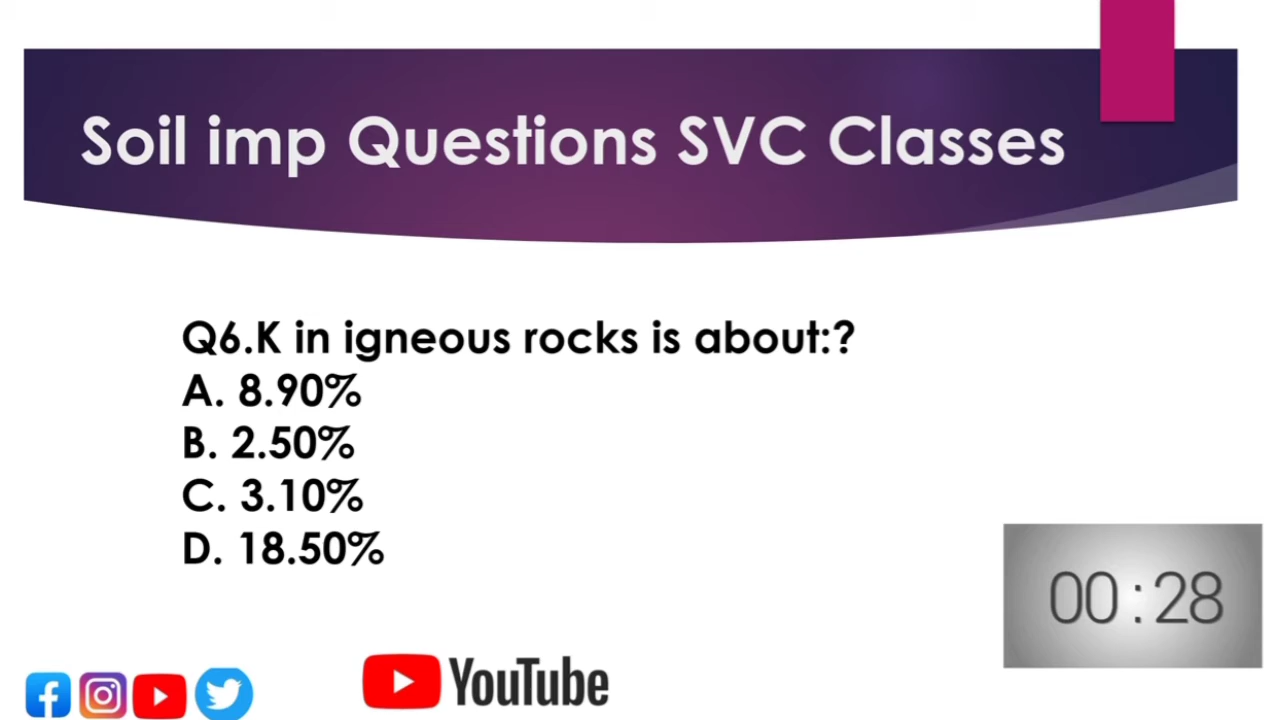 Soil imp Questions SVC Classes
Q6.K in igneous rocks is about:?
A. 8.90%
B. 2.50%
C. 3.10%
D. 18.50%
00:28
YouTube